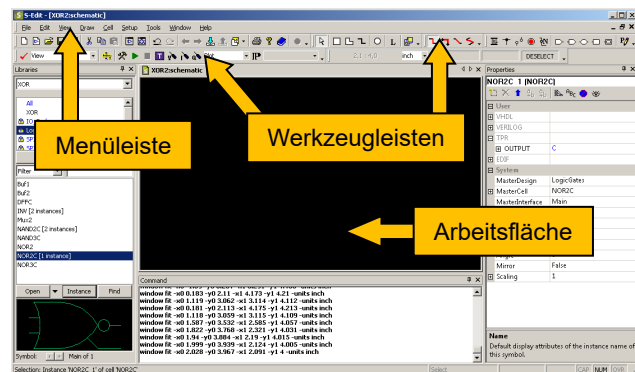 S-Edit - [XOR2:schematic]
File Edit View Draw Cell Setup Tools Window Help
View
inch
DESELECT
Libraries
XOR2:schematic
Properties
XOR
NOR2C_1 (NOR2C)
All
XOR
User
VHDL
VERILOG
TPR
OUTPUT C
EDIF
System
Menüleiste
Werkzeugleisten
Arbeitsfläche
Filter
Buf1
Buf2
DFFC
INV [2 instances]
Mux2
NAND2C [2 instances]
NAND3C
NOR2
NOR2C [1 instance]
NOR3C
MasterDesign LogicGates
MasterCell NOR2C
MasterInterface Main
Mirror False
Scaling 1
Open Instance Find
Command
window fit -x0 0.183 -y0 2.11 -x1 4.173 -y1 4.21 -units inch
window fit -x0 1.119 -y0 3.062 -x1 3.114 -y1 4.112 -units inch
window fit -x0 0.181 -y0 2.113 -x1 4.175 -y1 4.213 -units inch
window fit -x0 1.118 -y0 3.059 -x1 3.115 -y1 4.109 -units inch
window fit -x0 1.587 -y0 3.532 -x1 2.585 -y1 4.057 -units inch
window fit -x0 1.822 -y0 3.768 -x1 2.321 -y1 4.031 -units inch
window fit -x0 1.94 -y0 3.884 -x1 2.19 -y1 4.015 -units inch
window fit -x0 1.999 -y0 3.939 -x1 2.124 -y1 4.005 -units inch
window fit -x0 2.028 -y0 3.967 -x1 2.091 -y1 4 -units inch
Name
Default display attributes of the instance name of
this symbol.
Symbol: Main of 1
Selection: Instance 'NOR2C_1' of cell 'NOR2C'
Select
CAP NUM OVR